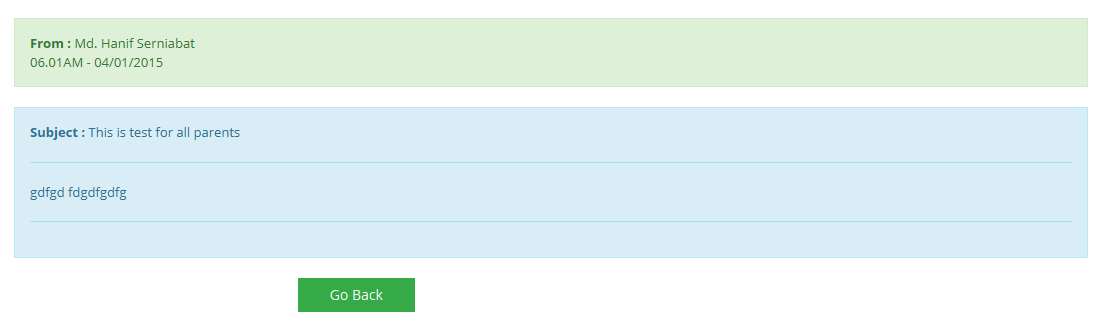 From : Md. Hanif Serniabat
06.01AM - 04/01/2015
Subject : This is test for all parents
gdfgd fdgdfgdfg
Go Back